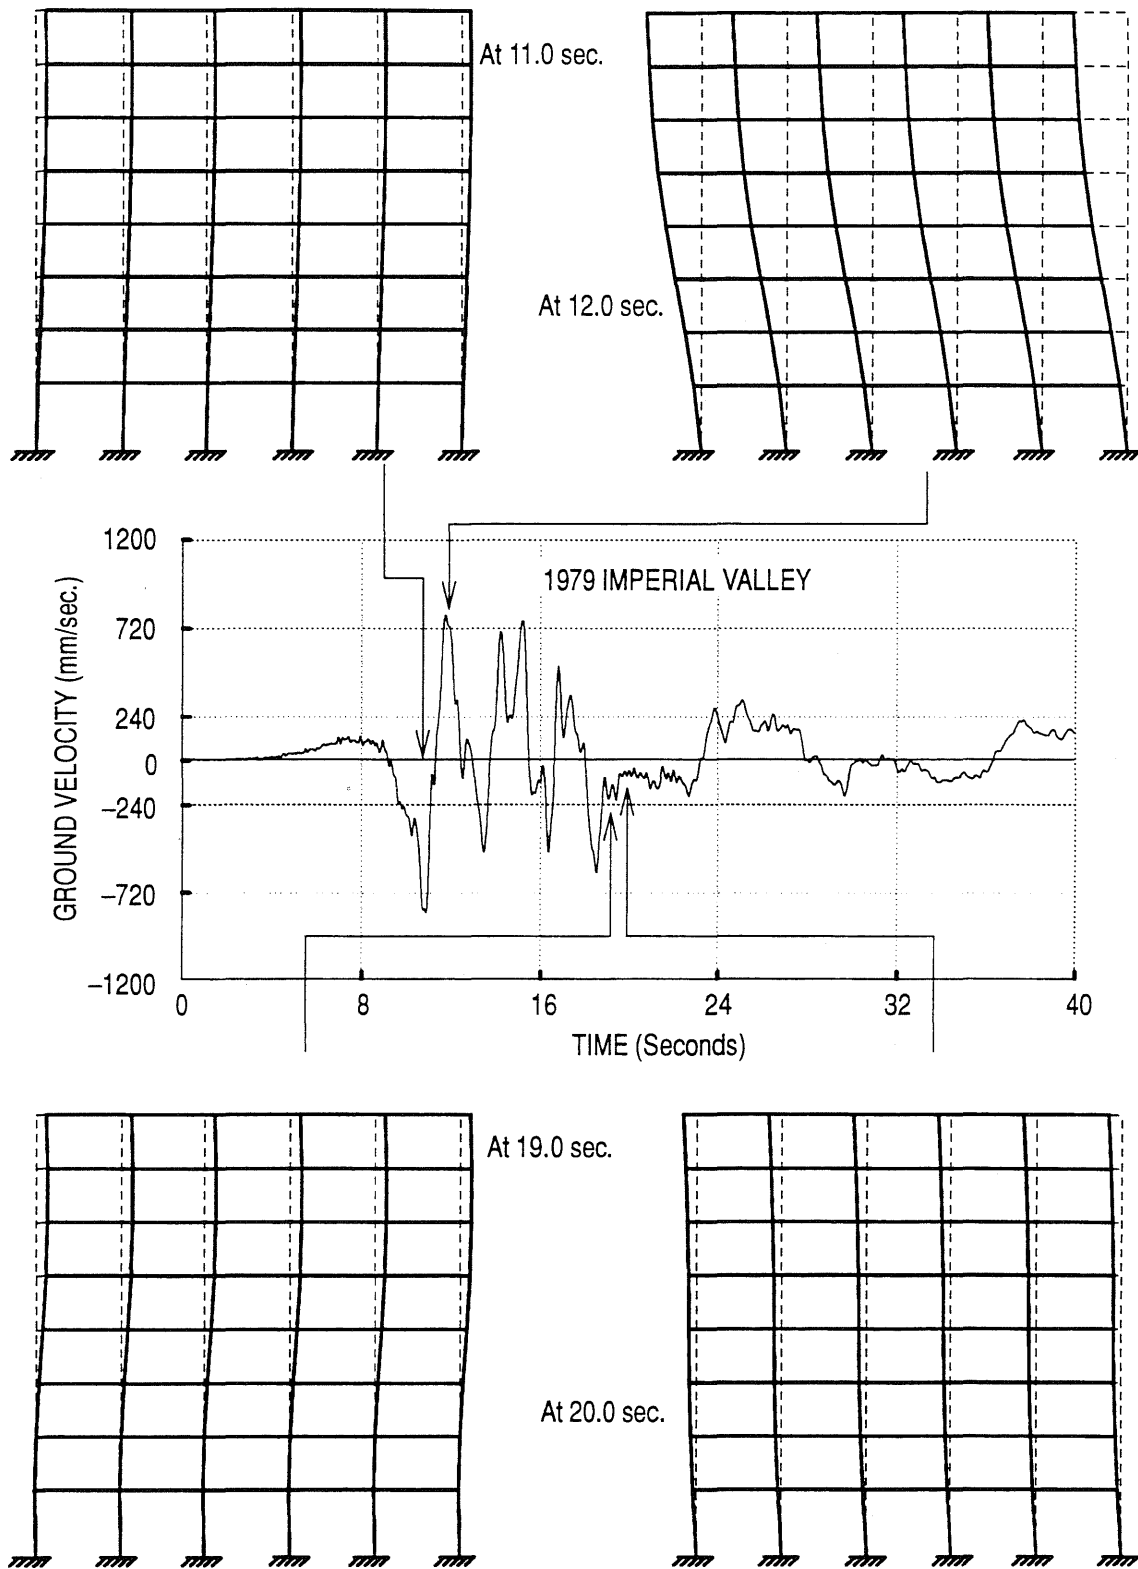 At 11.0 sec.
At 12.0 sec.
1200
720
240
0
−240
−720
−1200
GROUND VELOCITY (mm/sec.)
1979 IMPERIAL VALLEY
0 8 16 24 32 40
TIME (Seconds)
At 19.0 sec.
At 20.0 sec.